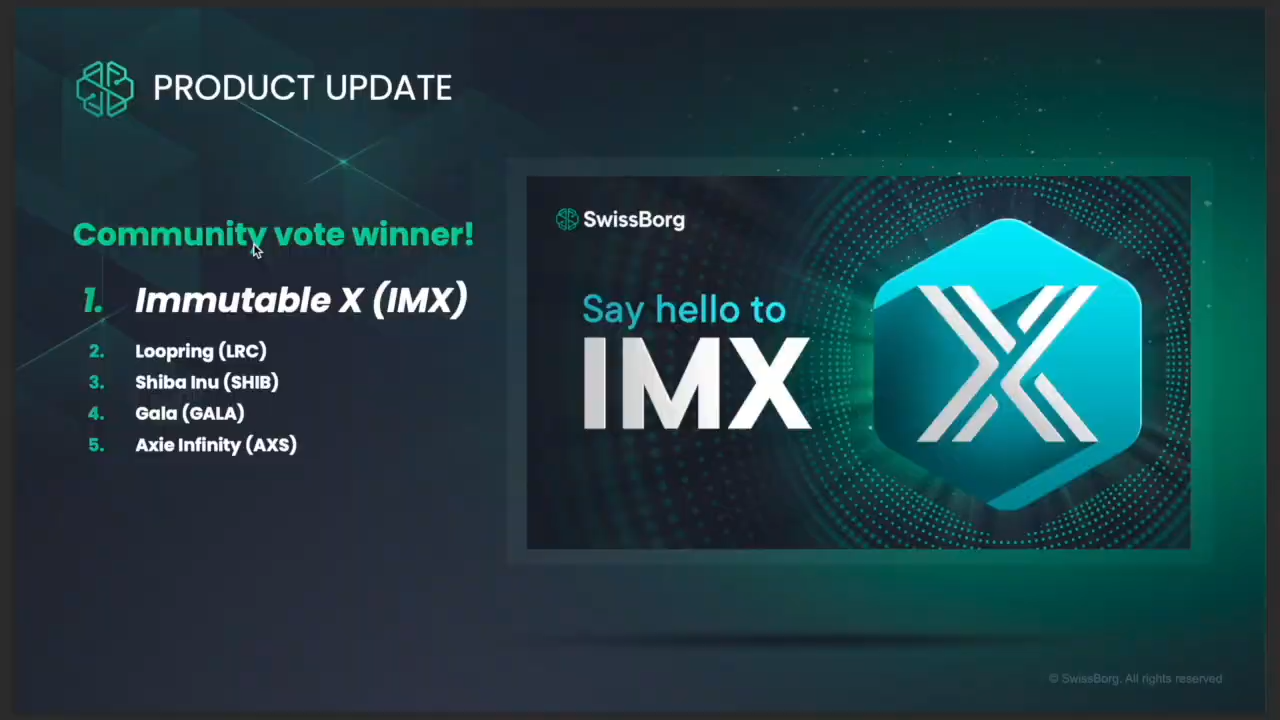 PRODUCT UPDATE
Community vote winner!
1. Immutable X (IMX)
2. Loopring (LRC)
3. Shiba Inu (SHIB)
4. Gala (GALA)
5. Axie Infinity (AXS)
SwissBorg
Say hello to
IMX
© SwissBorg. All rights reserved